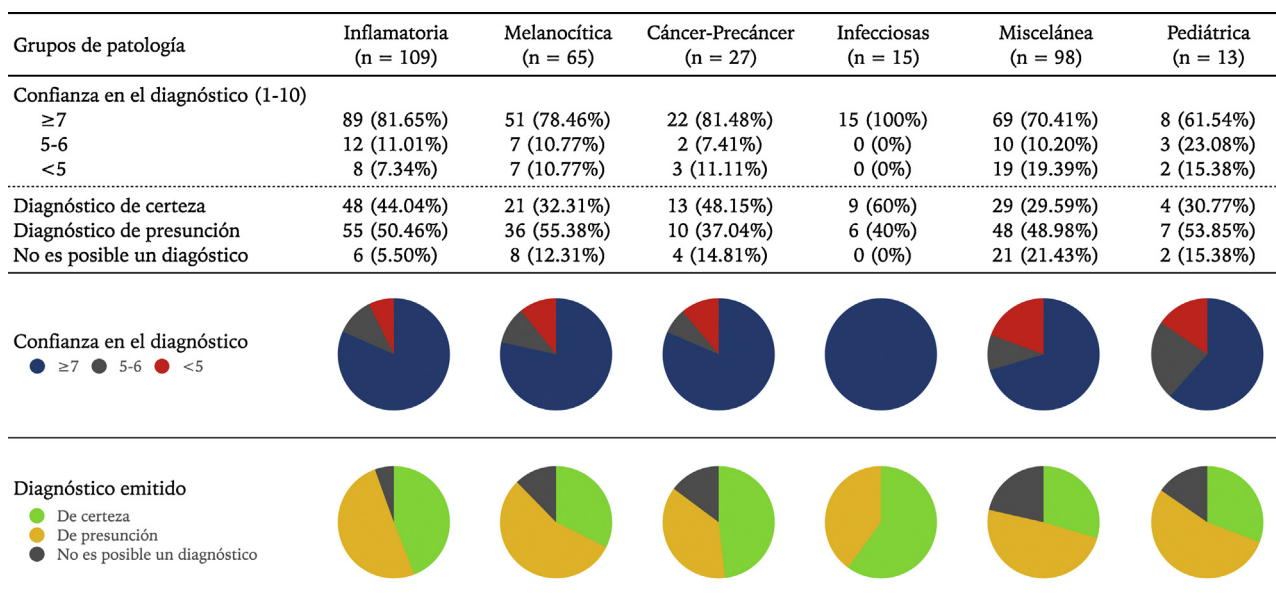 Grupos de patología Inflamatoria (n = 109) Melanocítica (n = 65) Cáncer-Precáncer (n = 27) Infecciosas (n = 15) Miscelánea (n = 98) Pediátrica (n = 13)
Confianza en el diagnóstico (1-10)
≥7 89 (81.65%) 51 (78.46%) 22 (81.48%) 15 (100%) 69 (70.41%) 8 (61.54%)
5-6 12 (11.01%) 7 (10.77%) 2 (7.41%) 0 (0%) 10 (10.20%) 3 (23.08%)
<5 8 (7.34%) 7 (10.77%) 3 (11.11%) 0 (0%) 19 (19.39%) 2 (15.38%)
Diagnóstico de certeza 48 (44.04%) 21 (32.31%) 13 (48.15%) 9 (60%) 29 (29.59%) 4 (30.77%)
Diagnóstico de presunción 55 (50.46%) 36 (55.38%) 10 (37.04%) 6 (40%) 48 (48.98%) 7 (53.85%)
No es posible un diagóstico 6 (5.50%) 8 (12.31%) 4 (14.81%) 0 (0%) 21 (21.43%) 2 (15.38%)
Confianza en el diagnóstico
≥7 5-6 <5
Diagnóstico emitido
De certeza
De presunción
No es posible un diagnóstico